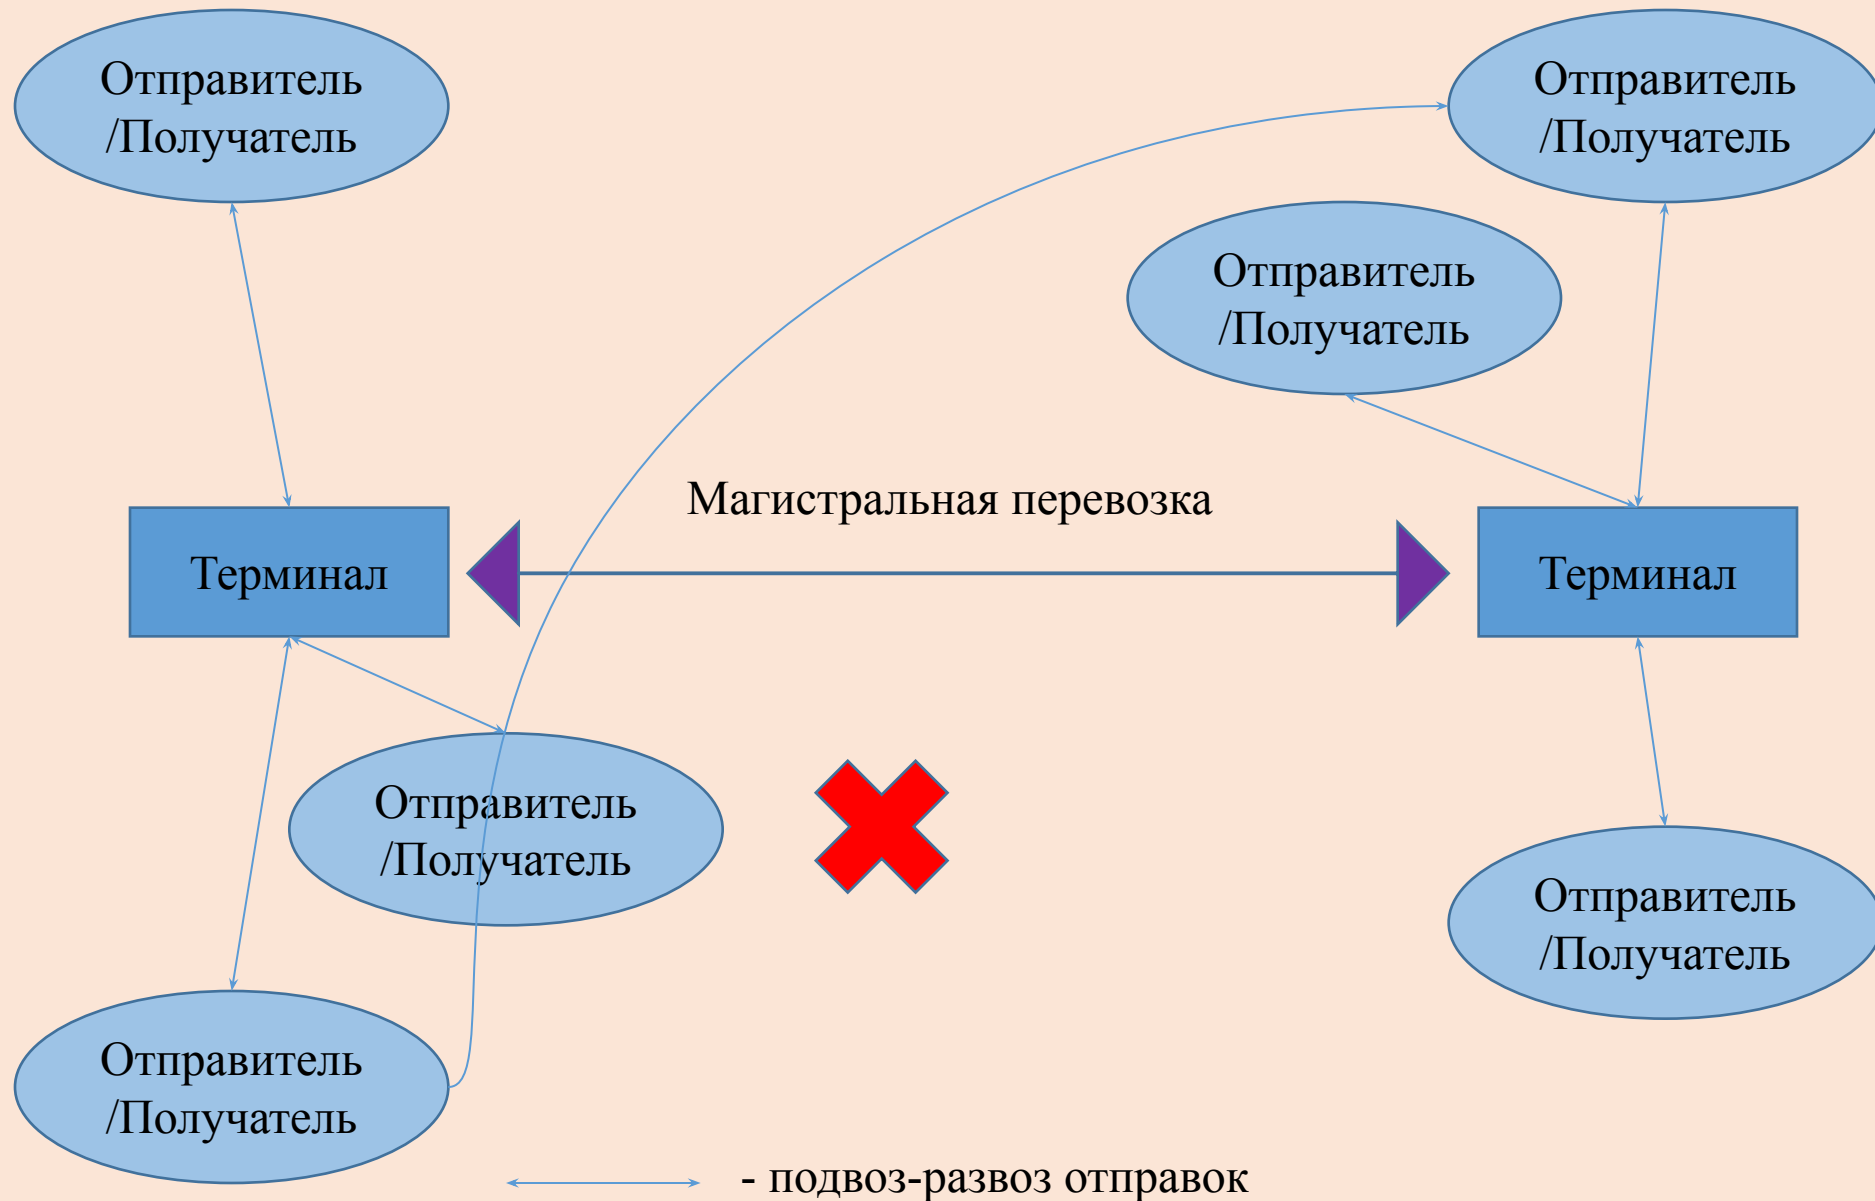 Отправитель
/Получатель
Отправитель
/Получатель
Отправитель
/Получатель
Магистральная перевозка
Терминал
Терминал
Отправитель
/Получатель
Отправитель
/Получатель
Отправитель
/Получатель
- подвоз-развоз отправок